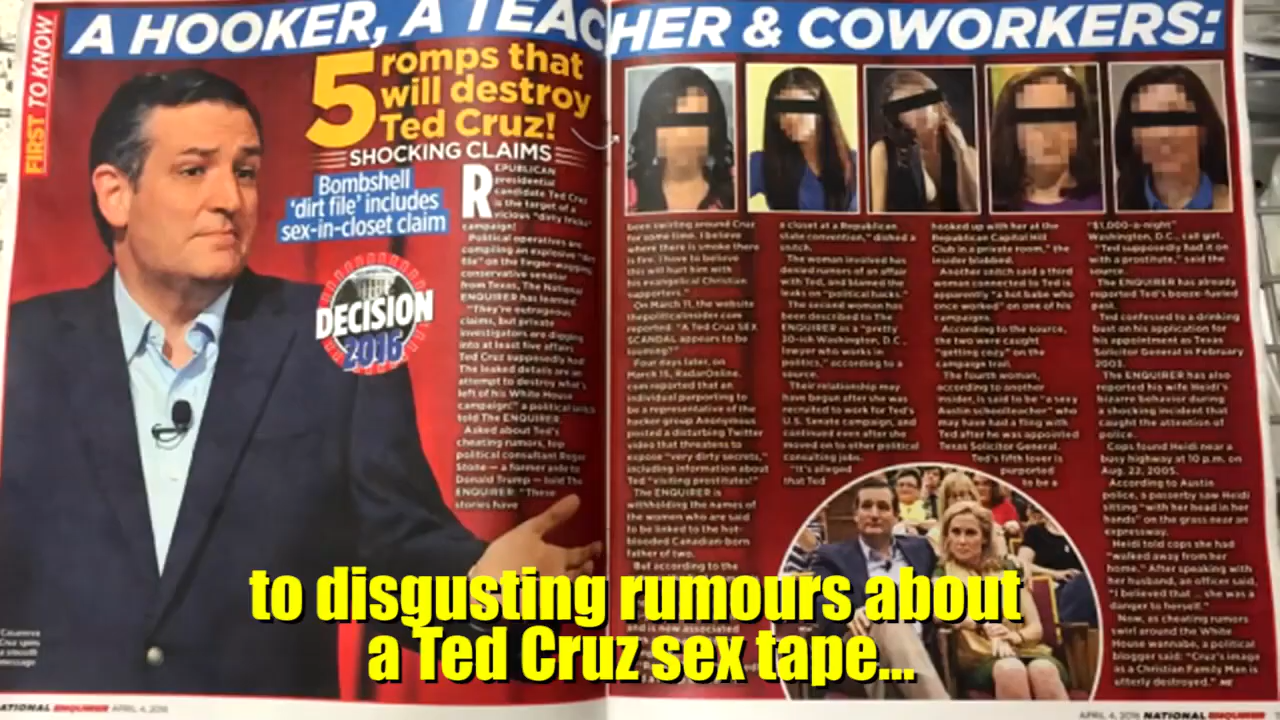 FIRST TO KNOW
A HOOKER, A TEACHER & COWORKERS:
5 romps that
will destroy
Ted Cruz!
SHOCKING CLAIMS
Bombshell
'dirt file' includes
sex-in-closet claim
DECISION
2016
REPUBLICAN
presidential
candidate Ted Cruz
is the target of a
vicious "dirty tricks"
campaign!
Political operatives are
compiling an explosive "dirt
file" on the finger-wagging
conservative senator
from Texas, The National
ENQUIRER has learned.
"They're outrageous
claims, but private
investigators are digging
into at least five affairs
Ted Cruz supposedly had.
The leaked details are an
attempt to destroy what's
left of his White House
campaign!" a political
told The ENQUIRER.
Asked about Ted's
cheating rumors, top
political consultant Roger
Stone — a former aide to
Donald Trump — told The
ENQUIRER: "These
stories have
been swirling around Cruz
for some time. I believe
where there is smoke there
is fire. I have to believe
this will hurt him with
his evangelical Christian
supporters."
On March 11, the website
thepoliticalinsider.com
reported: "A Ted Cruz SEX
SCANDAL appears to be
looming?"
Four days later, on
March 15, RadarOnline.
com reported that an
individual purporting to
be a representative of the
hacker group Anonymous
posted a disturbing Twitter
video that threatens to
expose "very dirty secrets,"
including information about
Ted "visiting prostitutes!"
The ENQUIRER is
withholding the names of
the women who are said
to be linked to the hot-
blooded Canadian-born
father of two.
But according to the
and is now associated
a closet at a Republican
state convention," dished a
snitch.
The woman involved has
denied rumors of an affair
with Ted, and blamed the
leaks on "political hacks."
The second woman has
been described to The
ENQUIRER as a "pretty
30-ish Washington, D.C.,
lawyer who works in
politics," according to a
source.
Their relationship may
have begun after she was
recruited to work for Ted's
U.S. Senate campaign, and
continued even after she
moved on to other political
consulting jobs.
"It's alleged
that Ted
hooked up with her at the
Republican Capitol Hill
Club in a private room," the
insider blabbed.
Another snitch said a third
woman connected to Ted is
apparently "a hot babe who
once worked" on one of his
campaigns.
According to the source,
the two were caught
"getting cozy" on the
campaign trail.
The fourth woman,
according to another
insider, is said to be "a sexy
Austin schoolteacher" who
may have had a fling with
Ted after he was appointed
Texas Solicitor General.
Ted's fifth lover is
purported
to be a
"$1,000-a-night"
Washington, D.C., call girl.
"Ted supposedly had it on
with a prostitute," said the
source.
The ENQUIRER has already
reported Ted's booze-fueled
past.
Ted confessed to a drinking
bust on his application for
his appointment as Texas
Solicitor General in February
2003.
The ENQUIRER has also
reported his wife Heidi's
bizarre behavior during
a shocking incident that
caught the attention of
police.
Cops found Heidi near a
busy highway at 10 p.m. on
Aug. 22, 2005.
According to Austin
police, a passerby saw Heidi
sitting "with her head in her
hands" on the grass near an
expressway.
Heidi told cops she had
"walked away from her
home." After speaking with
her husband, an officer said,
"I believed that ... she was a
danger to herself."
Now, as cheating rumors
swirl around the White
House wannabe, a political
blogger said: "Cruz's image
as a Christian Family Man is
utterly destroyed."
Casanova
Cruz spins
a smooth
message
to disgusting rumours about
a Ted Cruz sex tape...
NATIONAL ENQUIRER APRIL 4, 2016
APRIL 4, 2016 NATIONAL ENQUIRER